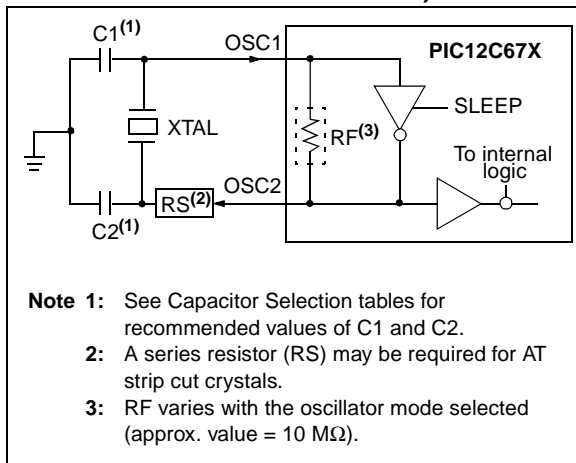 C1(1)
OSC1
PIC12C67X
SLEEP
XTAL
RF(3)
To internal
logic
OSC2
RS(2)
C2(1)
Note 1: See Capacitor Selection tables for
recommended values of C1 and C2.
2: A series resistor (RS) may be required for AT
strip cut crystals.
3: RF varies with the oscillator mode selected
(approx. value = 10 MΩ).